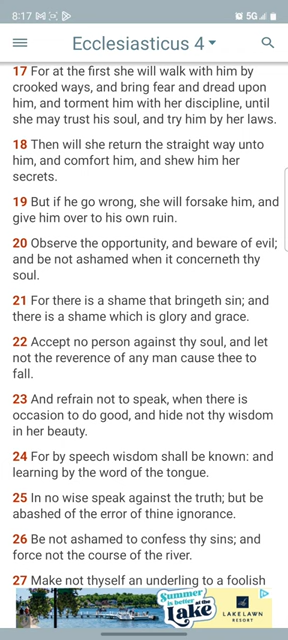 8:17
5G
Ecclesiasticus 4
17 For at the first she will walk with him by
crooked ways, and bring fear and dread upon
him, and torment him with her discipline, until
she may trust his soul, and try him by her laws.
18 Then will she return the straight way unto
him, and comfort him, and shew him her
secrets.
19 But if he go wrong, she will forsake him, and
give him over to his own ruin.
20 Observe the opportunity, and beware of evil;
and be not ashamed when it concerneth thy
soul.
21 For there is a shame that bringeth sin; and
there is a shame which is glory and grace.
22 Accept no person against thy soul, and let
not the reverence of any man cause thee to
fall.
23 And refrain not to speak, when there is
occasion to do good, and hide not thy wisdom
in her beauty.
24 For by speech wisdom shall be known: and
learning by the word of the tongue.
25 In no wise speak against the truth; but be
abashed of the error of thine ignorance.
26 Be not ashamed to confess thy sins; and
force not the course of the river.
27 Make not thyself an underling to a foolish
Summer
is better at the
Lake
LAKE LAWN
RESORT